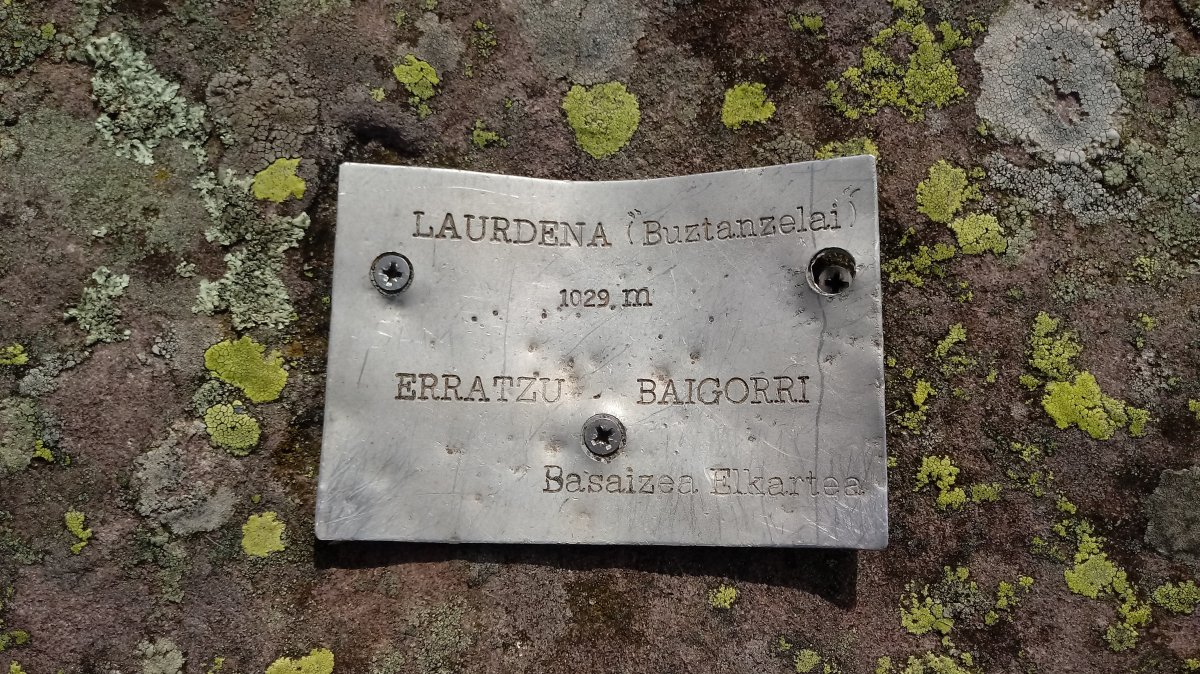 LAURDENA ("Buztanzelai")
1029 m
ERRATZU BAIGORRI
Basaizea Elkartea